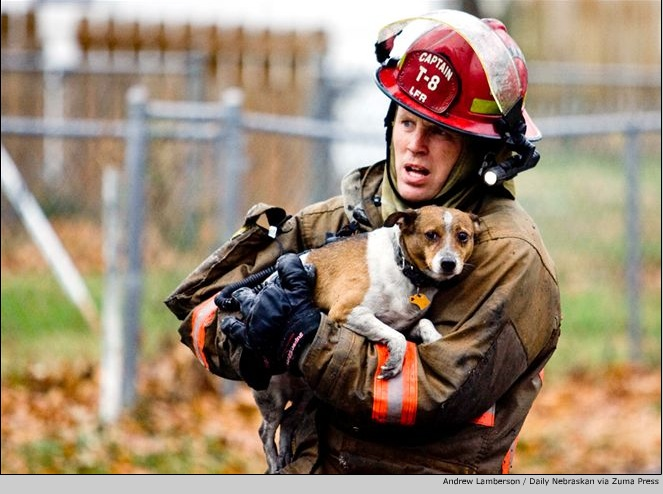 CAPTAIN
T-8
LFR
Andrew Lamberson / Daily Nebraskan via Zuma Press